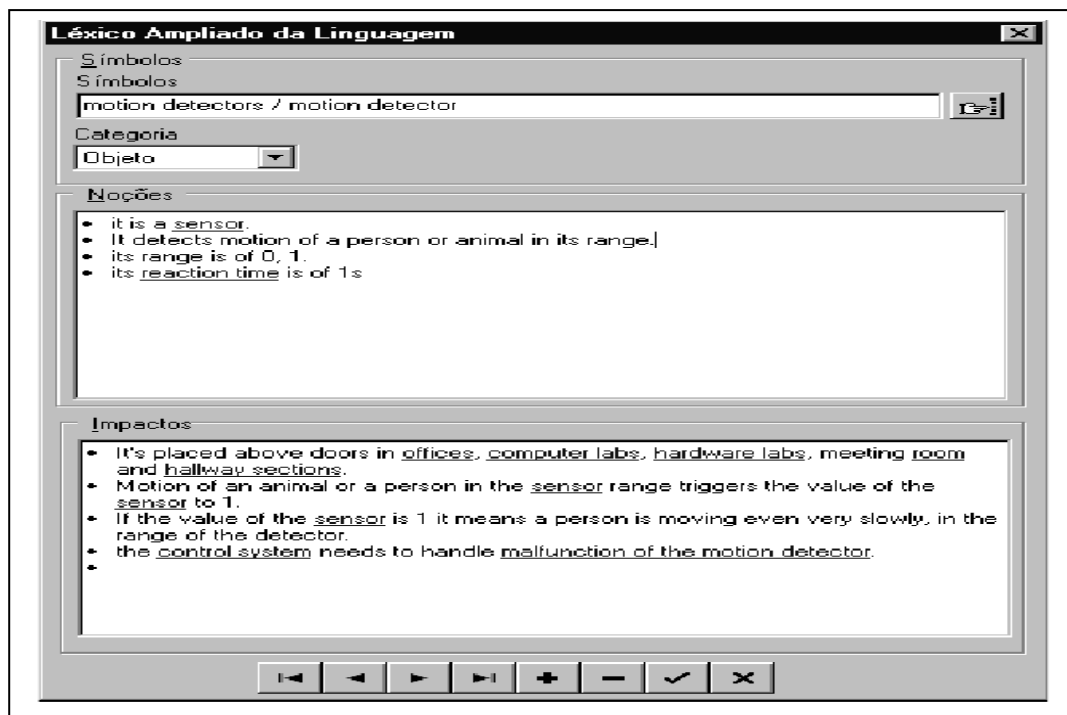 Léxico Ampliado da Linguagem
Símbolos
Símbolos
motion detectors / motion detector
Categoria
Objeto
Noções
• it is a sensor.
• It detects motion of a person or animal in its range.
• its range is of 0, 1.
• its reaction time is of 1s
Impactos
• It's placed above doors in offices, computer labs, hardware labs, meeting room
and hallway sections.
• Motion of an animal or a person in the sensor range triggers the value of the
sensor to 1.
• If the value of the sensor is 1 it means a person is moving even very slowly, in the
range of the detector.
• the control system needs to handle malfunction of the motion detector.
•